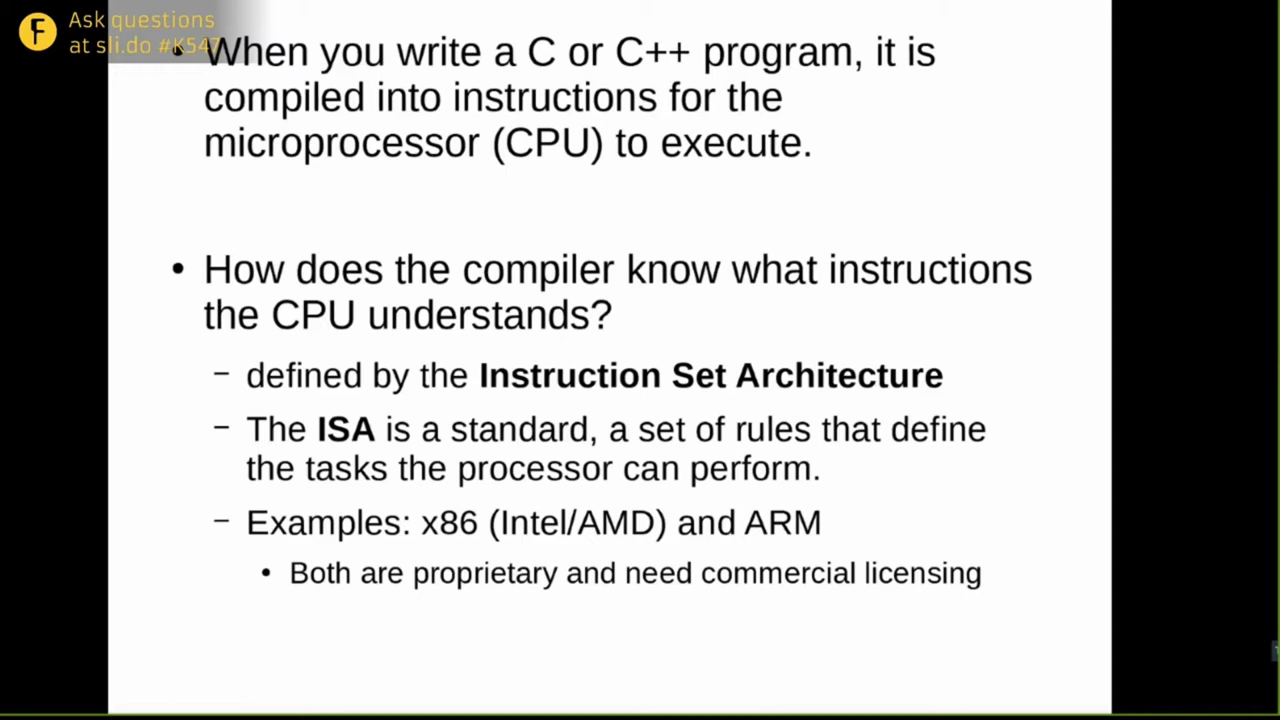 Ask questions
at sli.do #K547
• When you write a C or C++ program, it is
compiled into instructions for the
microprocessor (CPU) to execute.
• How does the compiler know what instructions
the CPU understands?
– defined by the Instruction Set Architecture
– The ISA is a standard, a set of rules that define
the tasks the processor can perform.
– Examples: x86 (Intel/AMD) and ARM
• Both are proprietary and need commercial licensing